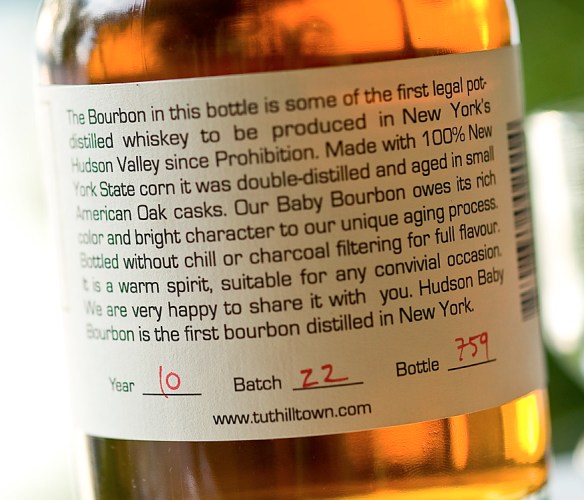 The Bourbon in this bottle is some of the first legal pot-
distilled whiskey to be produced in New York's
Hudson Valley since Prohibition. Made with 100% New
York State corn it was double-distilled and aged in small
American Oak casks. Our Baby Bourbon owes its rich
color and bright character to our unique aging process.
Bottled without chill or charcoal filtering for full flavour.
It is a warm spirit, suitable for any convivial occasion.
We are very happy to share it with you. Hudson Baby
Bourbon is the first bourbon distilled in New York.
Year 10 Batch 22 Bottle 759
www.tuthilltown.com